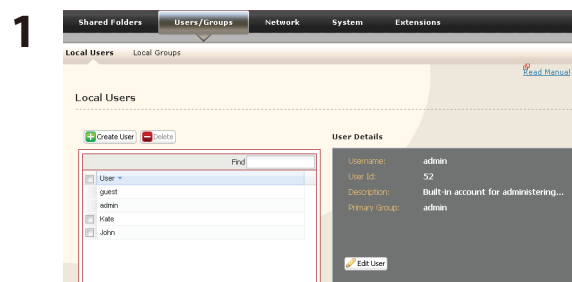 1
Shared Folders Users/Groups Network System Extensions
Local Users Local Groups
Read Manual
Local Users
Create User Delete
User Details
Find
User
guest
admin
Kate
John
Username: admin
User Id: 52
Description: Built-in account for administering...
Primary Group: admin
Edit User